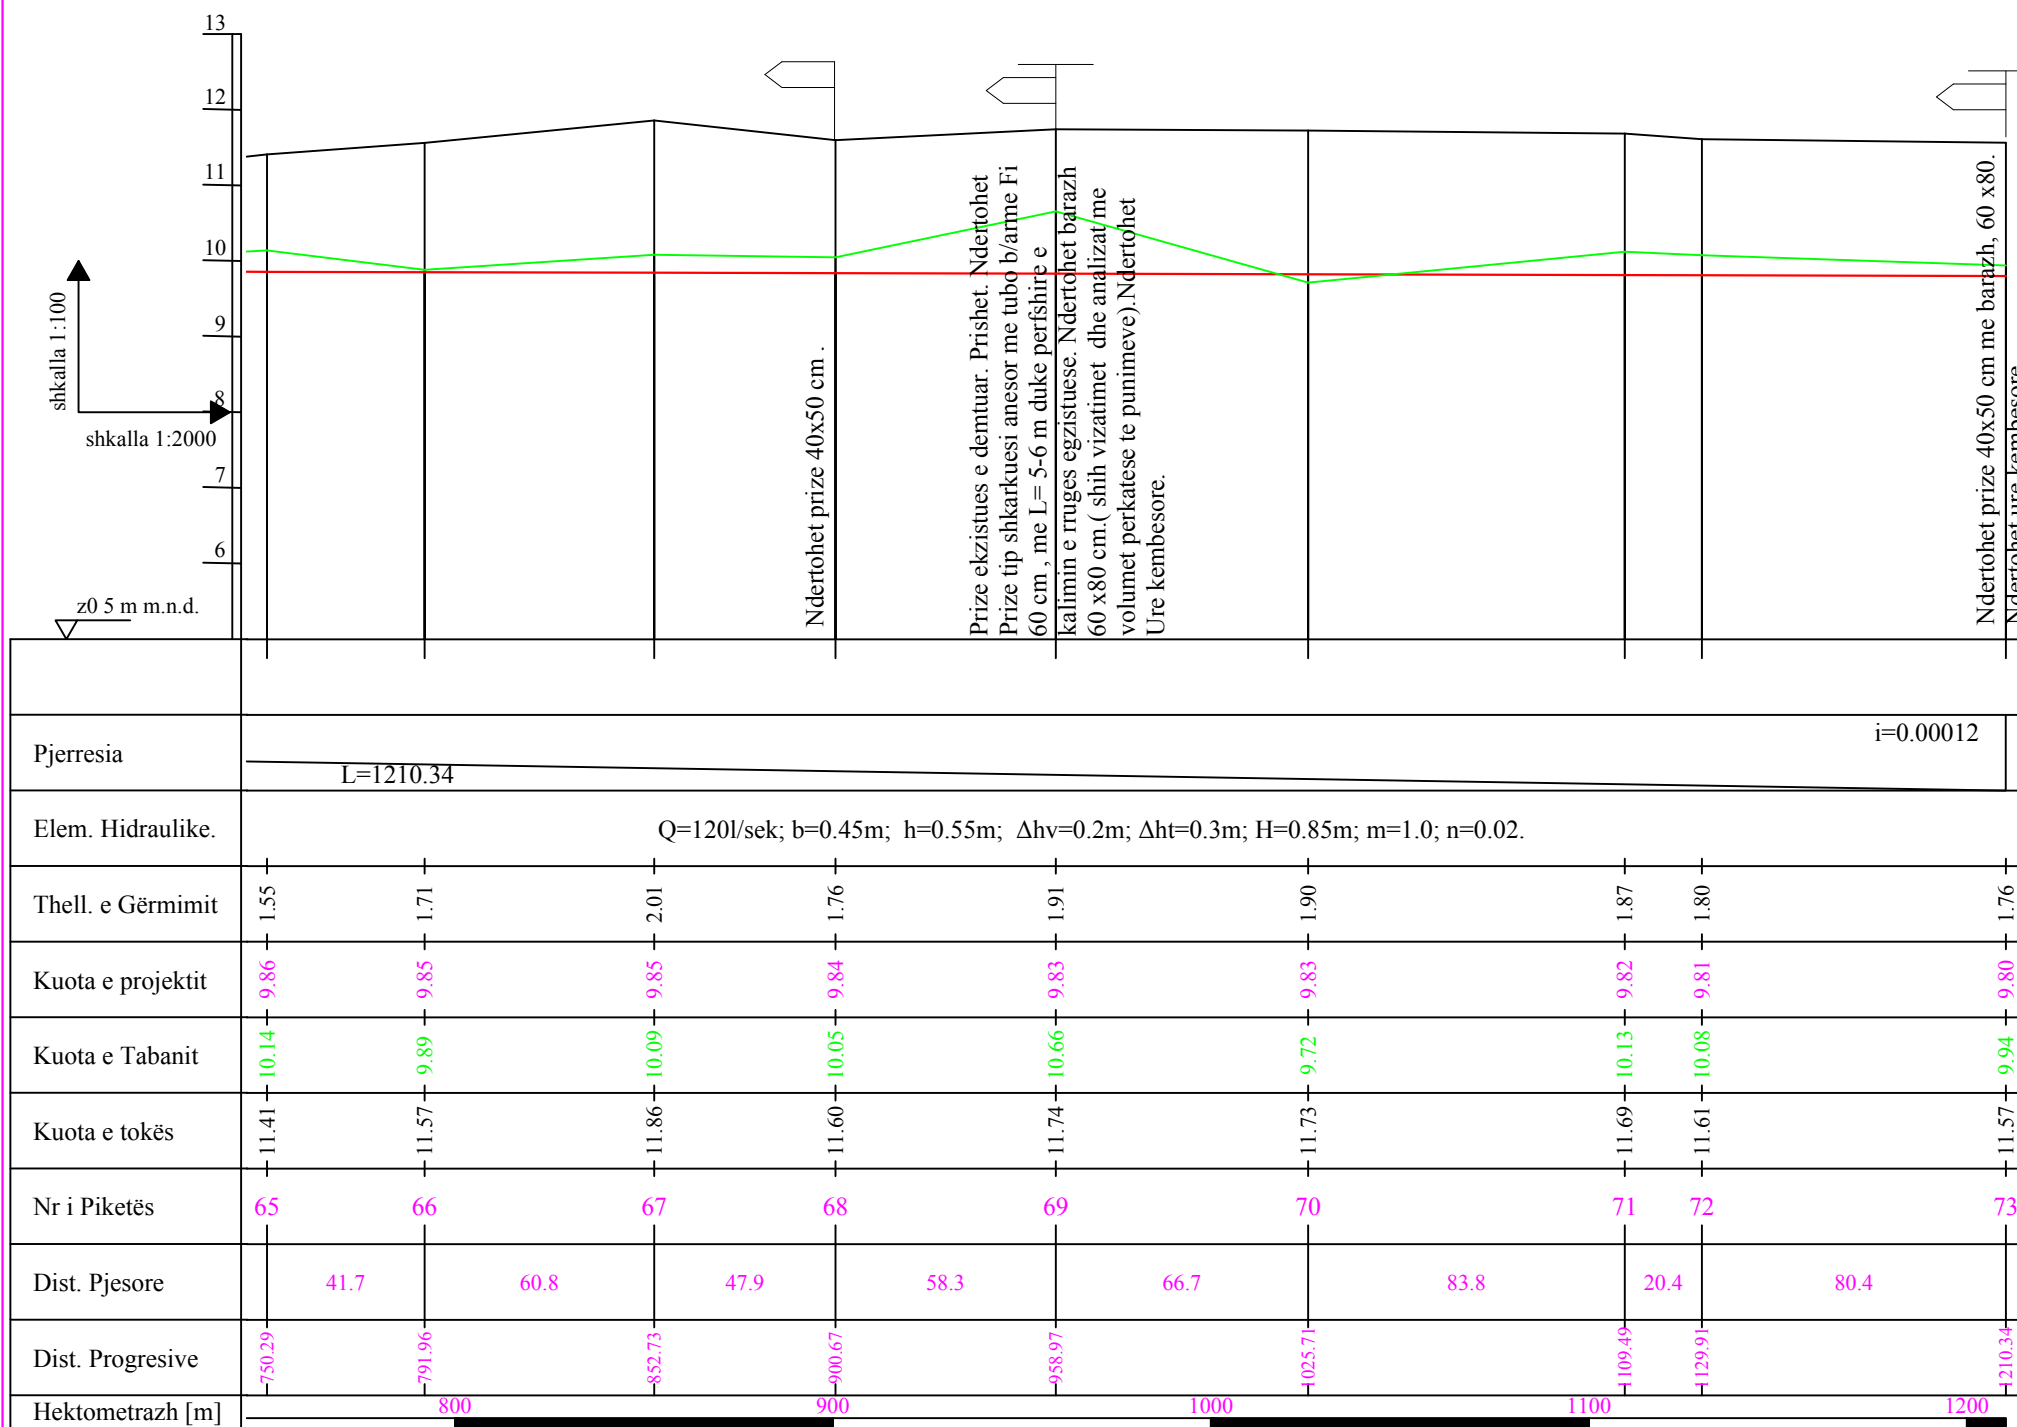 13
12
11
10
9
8
7
6
shkalla 1:100
shkalla 1:2000
z0 5 m m.n.d.
Ndertohet prize 40x50 cm .
Prize ekzistues e demtuar. Prishet. Ndertohet
Prize tip shkarkuesi anesor me tubo b/arme Fi
60 cm , me L= 5-6 m duke perfshire e
kalimin e rruges egzistuese. Ndertohet barazh
60 x80 cm.( shih vizatimet dhe analizat me
volumet perkatese te punimeve).Ndertohet
Ure kembesore.
Ndertohet prize 40x50 cm me barazh, 60 x80.
Ndertohet ure kembesore
Pjerresia
L=1210.34
i=0.00012
Elem. Hidraulike.
Q=120l/sek; b=0.45m; h=0.55m; Δhv=0.2m; Δht=0.3m; H=0.85m; m=1.0; n=0.02.
Thell. e Gërmimit 1.55 1.71 2.01 1.76 1.91 1.90 1.87 1.80 1.76
Kuota e projektit 9.86 9.85 9.85 9.84 9.83 9.83 9.82 9.81 9.80
Kuota e Tabanit 10.14 9.89 10.09 10.05 10.66 9.72 10.13 10.08 9.94
Kuota e tokës 11.41 11.57 11.86 11.60 11.74 11.73 11.69 11.61 11.57
Nr i Piketës 65 66 67 68 69 70 71 72 73
Dist. Pjesore 41.7 60.8 47.9 58.3 66.7 83.8 20.4 80.4
Dist. Progresive 750.29 791.96 852.73 900.67 958.97 1025.71 1109.49 1129.91 1210.34
Hektometrazh [m] 800 900 1000 1100 1200